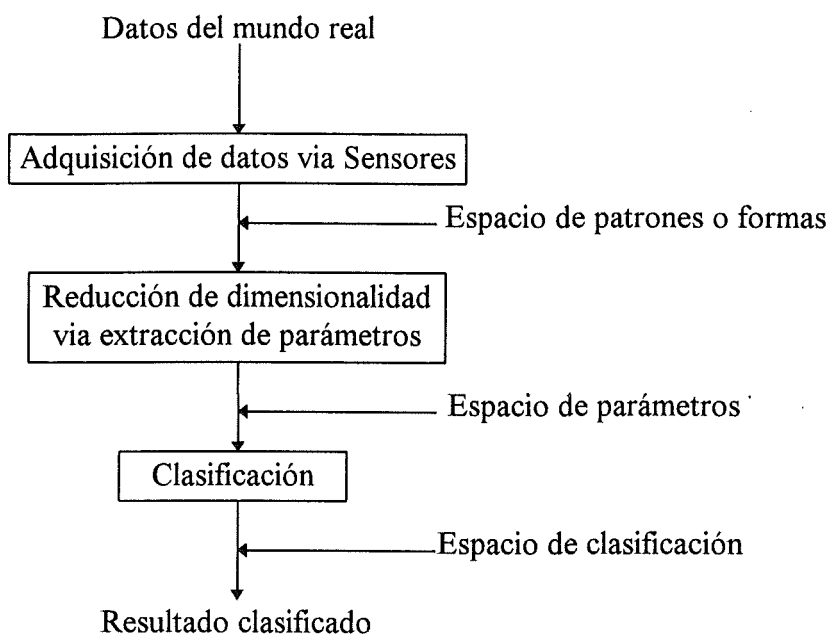 Datos del mundo real
Adquisición de datos via Sensores
Espacio de patrones o formas
Reducción de dimensionalidad
via extracción de parámetros
Espacio de parámetros
Clasificación
Espacio de clasificación
Resultado clasificado